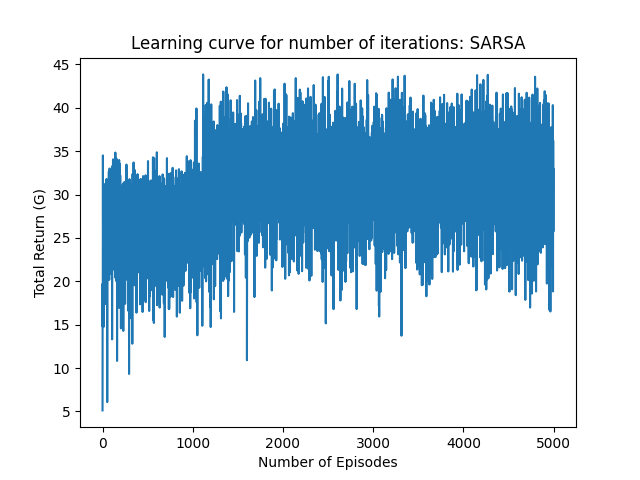 Learning curve for number of iterations: SARSA
45
40
35
30
25
20
15
10
5
Total Return (G)
0 1000 2000 3000 4000 5000
Number of Episodes